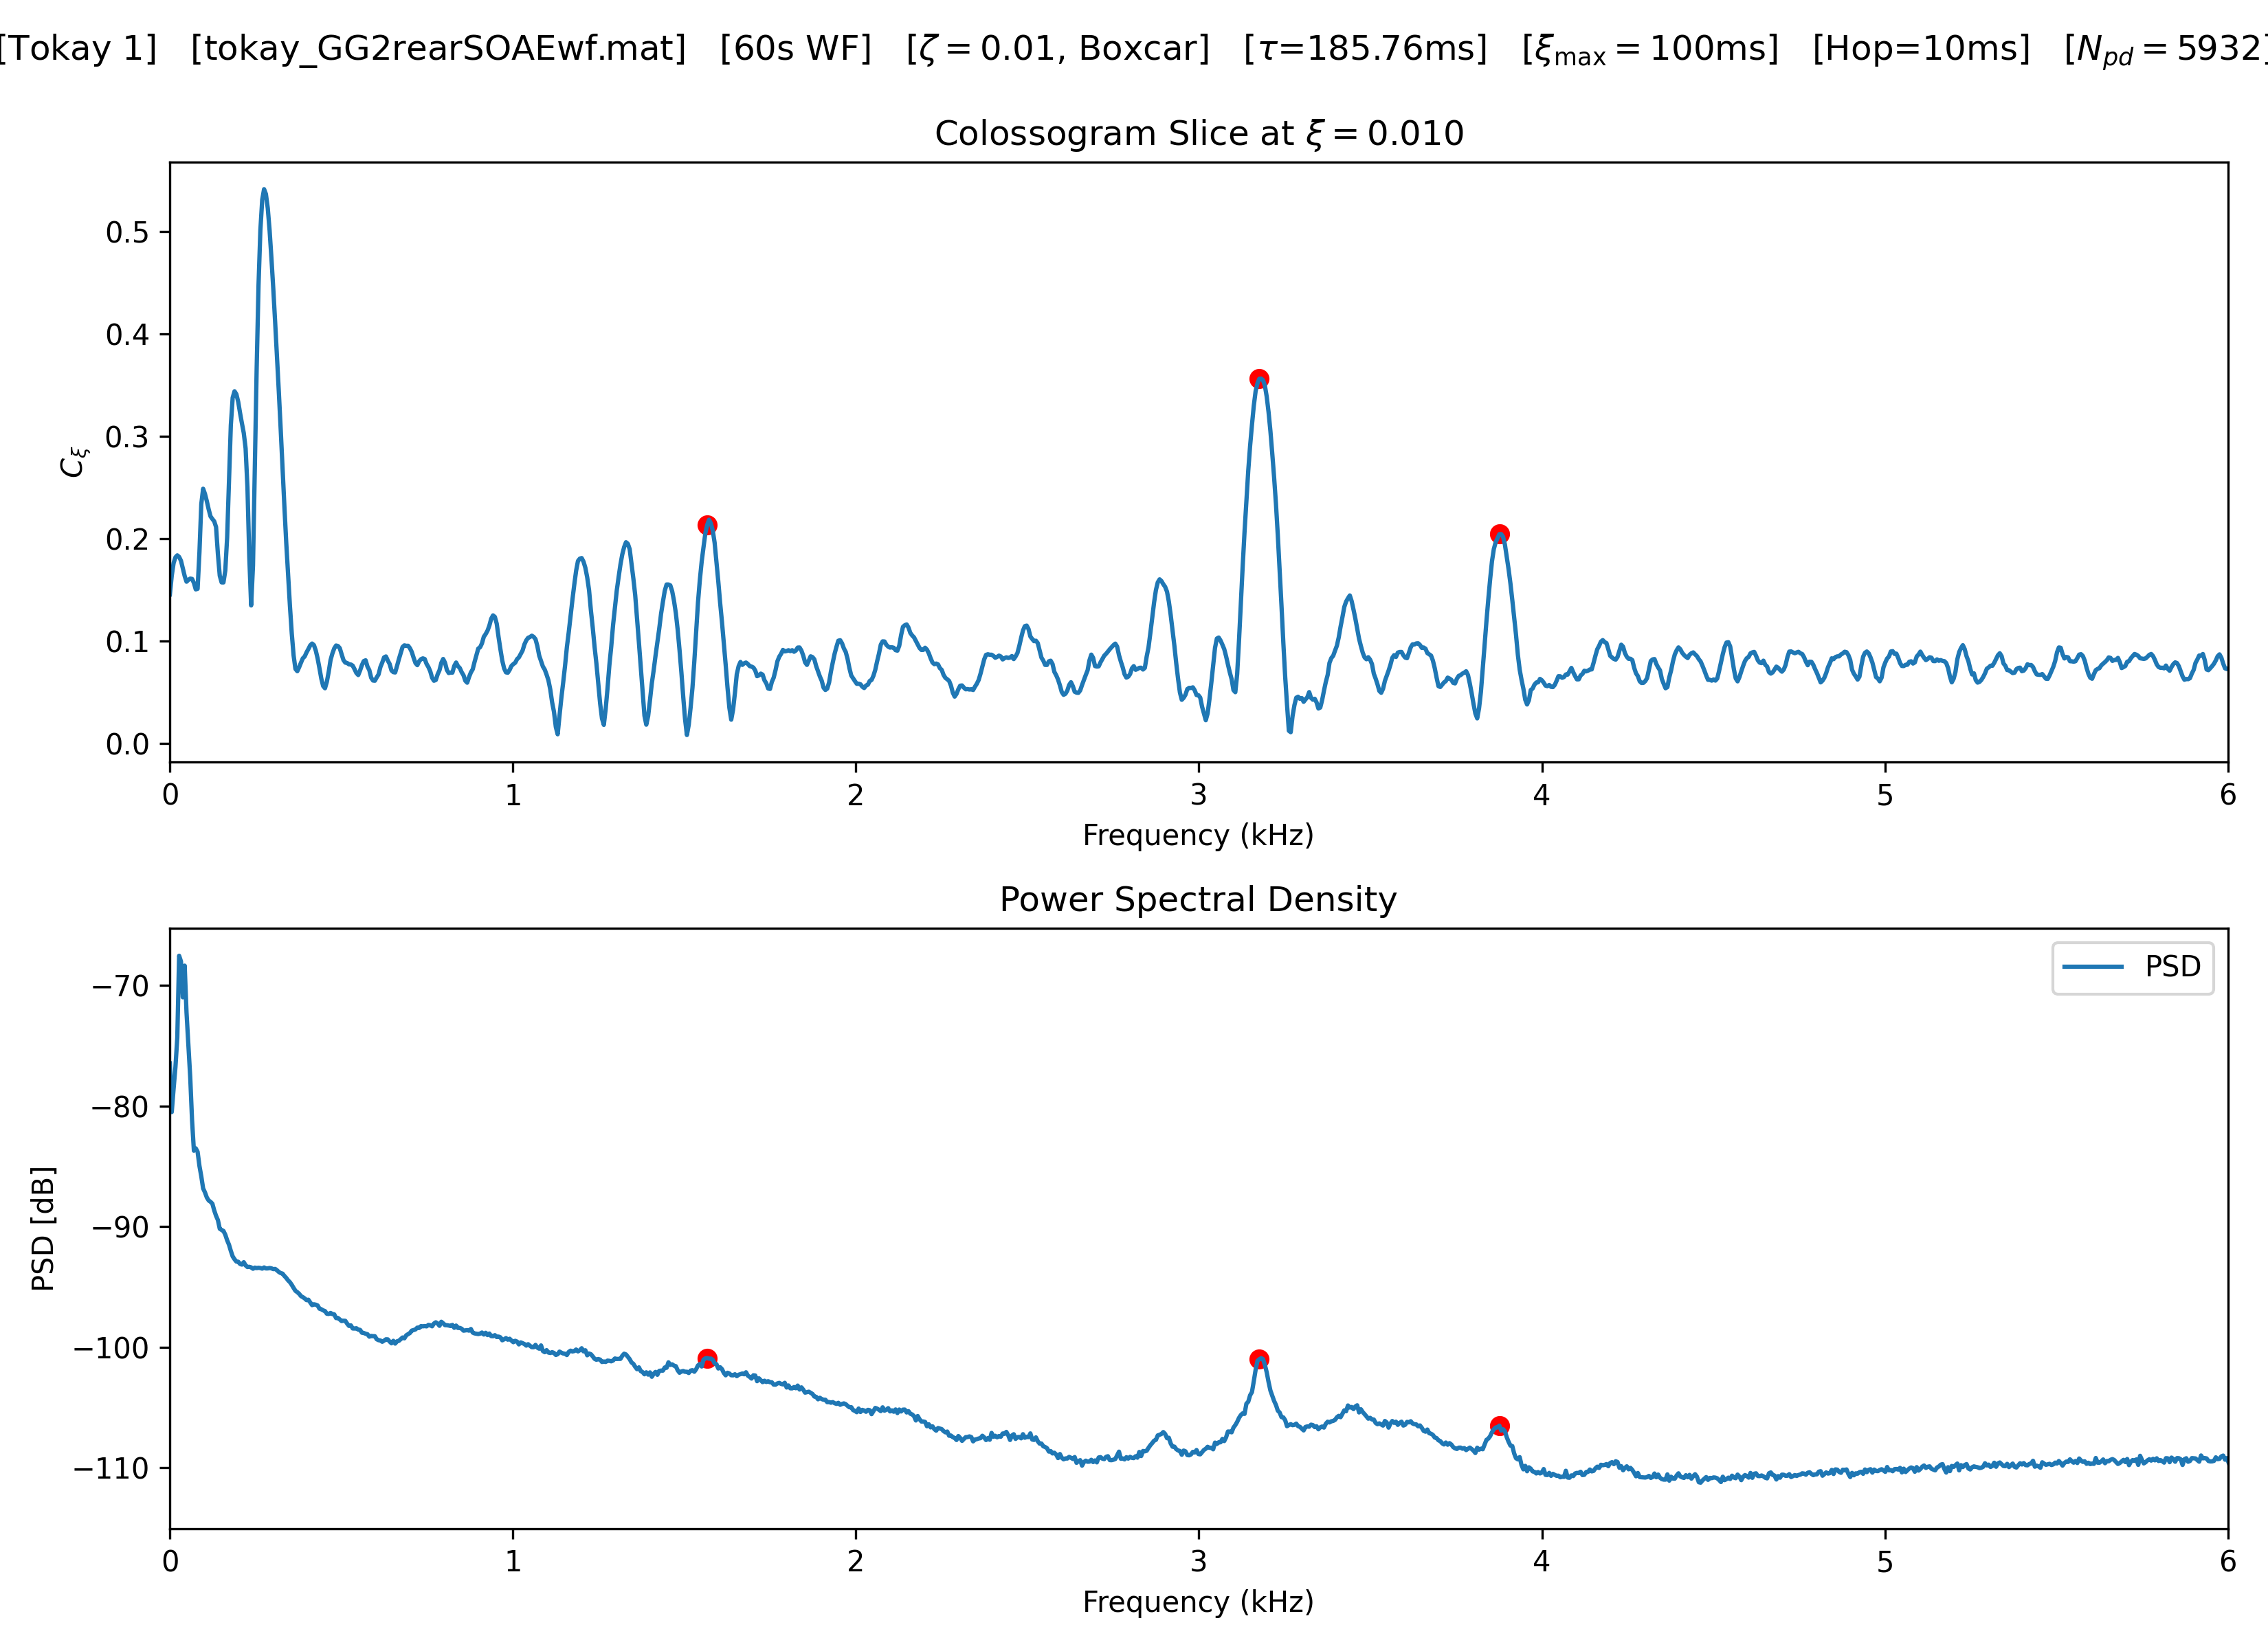 [Tokay 1] [tokay_GG2rearSOAEwf.mat] [60s WF] [ζ = 0.01, Boxcar] [τ=185.76ms] [ξmax = 100ms] [Hop=10ms] [Npd = 5932]
Colossogram Slice at ξ = 0.010
Cξ
0.5
0.4
0.3
0.2
0.1
0.0
0 1 2 3 4 5 6
Frequency (kHz)
Power Spectral Density
PSD
PSD [dB]
−70
−80
−90
−100
−110
0 1 2 3 4 5 6
Frequency (kHz)